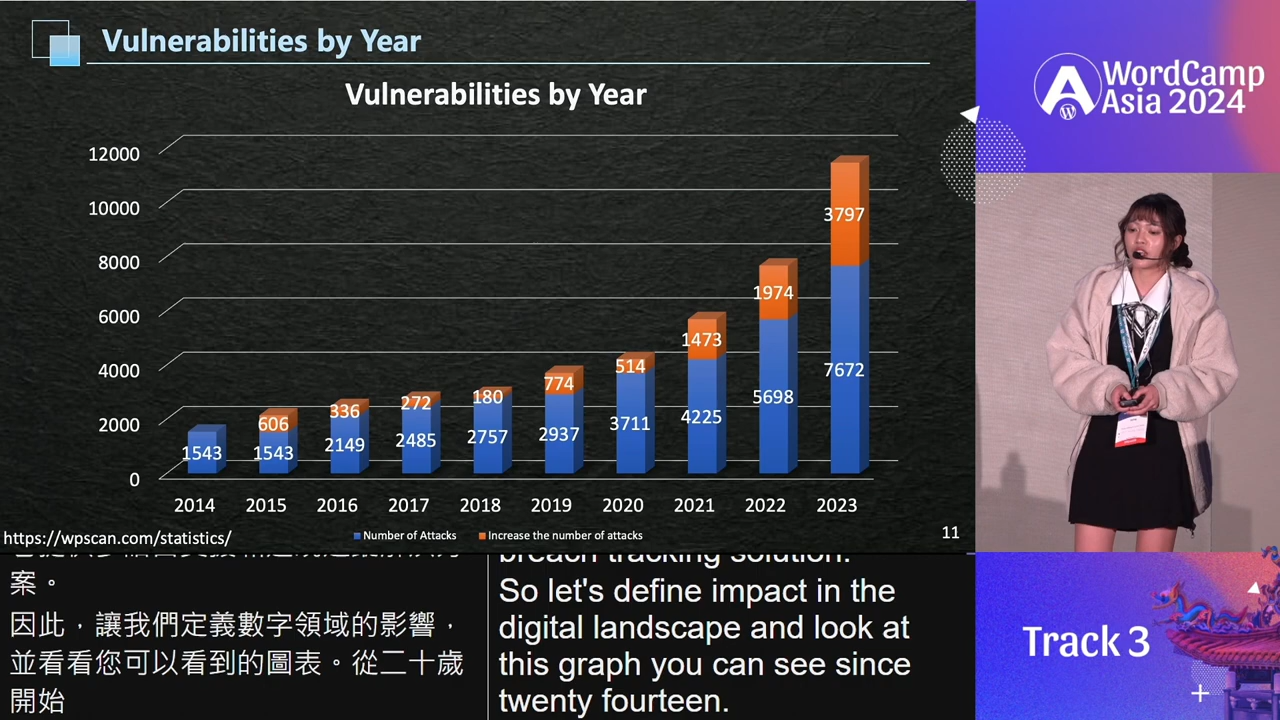 Vulnerabilities by Year
Vulnerabilities by Year
12000
10000
8000
6000
4000
2000
0
3797
1974
1473
514
774
180
272
336
606
7672
5698
4225
3711
2937
2757
2485
2149
1543
1543
2014 2015 2016 2017 2018 2019 2020 2021 2022 2023
https://wpscan.com/statistics/
Number of Attacks Increase the number of attacks
11
案。
因此，讓我們定義數字領域的影響，
並看看您可以看到的圖表。從二十歲
開始
breach tracking solution.
So let's define impact in the
digital landscape and look at
this graph you can see since
twenty fourteen.
WordCamp
Asia 2024
Track 3